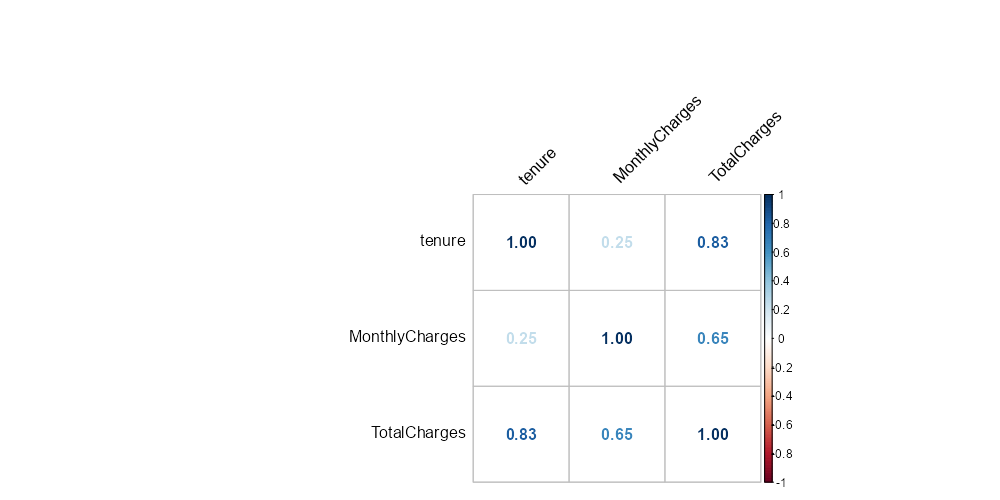 tenure
MonthlyCharges
TotalCharges
tenure 1.00 0.25 0.83
MonthlyCharges 0.25 1.00 0.65
TotalCharges 0.83 0.65 1.00
1
0.8
0.6
0.4
0.2
0
-0.2
-0.4
-0.6
-0.8
-1